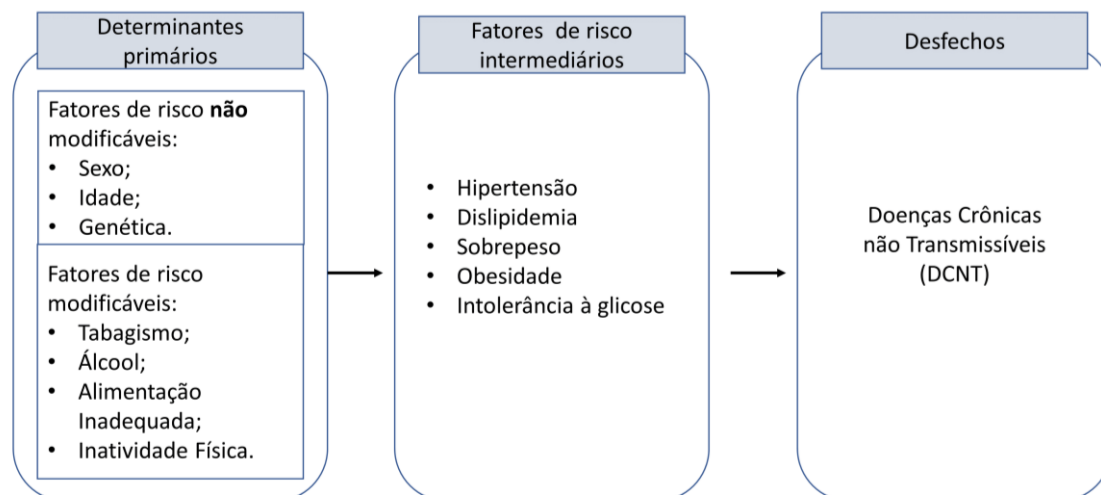 Determinantes
primários
Fatores de risco não
modificáveis:
• Sexo;
• Idade;
• Genética.
Fatores de risco
modificáveis:
• Tabagismo;
• Álcool;
• Alimentação
Inadequada;
• Inatividade Física.
Fatores de risco
intermediários
• Hipertensão
• Dislipidemia
• Sobrepeso
• Obesidade
• Intolerância à glicose
Desfechos
Doenças Crônicas
não Transmissíveis
(DCNT)